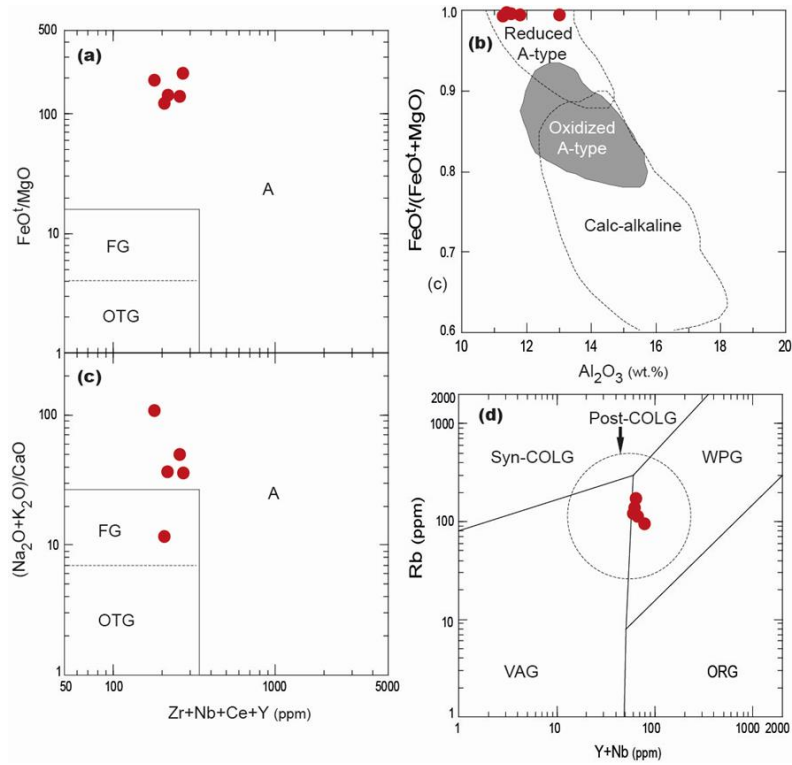 500
(a)
100
FeOᵗ/MgO
A
10
FG
OTG
1
1.0
(b)
Reduced
A-type
0.9
Oxidized
A-type
FeOᵗ/(FeOᵗ+MgO)
0.8
Calc-alkaline
0.7
(c)
0.6
10 12 14 16 18 20
Al₂O₃ (wt.%)
(c)
100
(Na₂O+K₂O)/CaO
A
FG
10
OTG
1
50 100 1000 5000
Zr+Nb+Ce+Y (ppm)
2000
(d)
Post-COLG
1000
Syn-COLG
WPG
Rb (ppm)
100
10
VAG
ORG
1
1 10 100 1000 2000
Y+Nb (ppm)